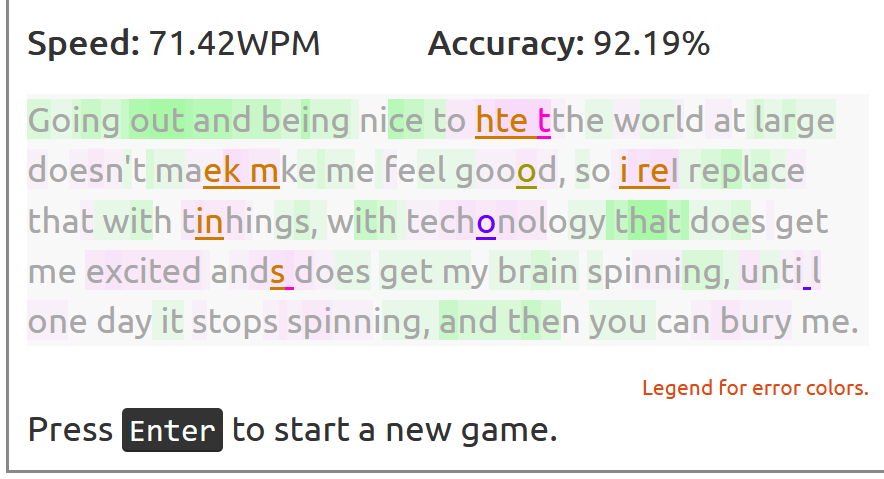 Speed: 71.42WPM Accuracy: 92.19%
Going out and being nice to hte tthe world at large
doesn't maek mke me feel goood, so i reI replace
that with tinhings, with techonology that does get
me excited ands does get my brain spinning, unti l
one day it stops spinning, and then you can bury me.
Legend for error colors.
Press Enter to start a new game.